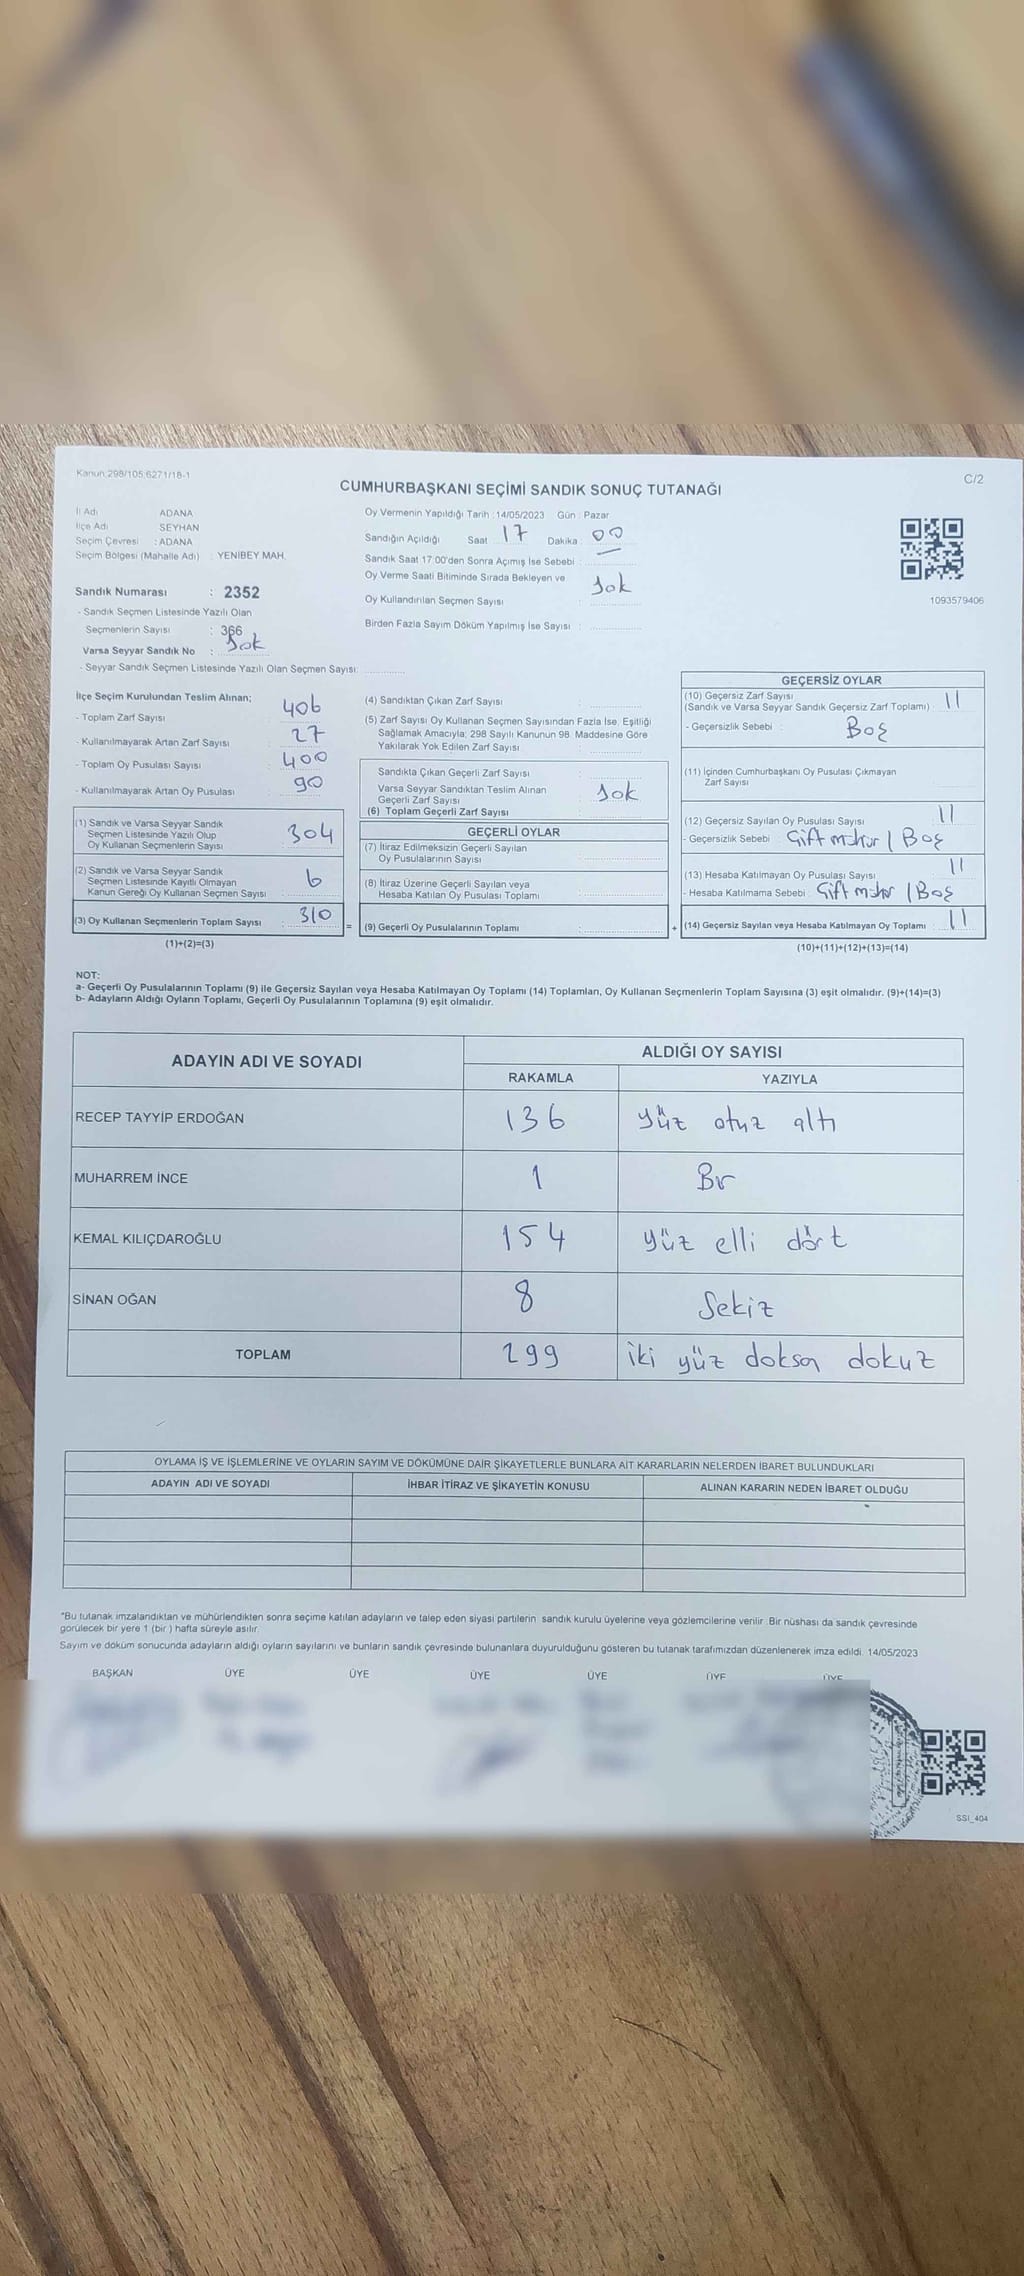 Kanun:298/105;6271/18-1
C/2
CUMHURBAŞKANI SEÇİMİ SANDIK SONUÇ TUTANAĞI
İl Adı ADANA
İlçe Adı SEYHAN
Seçim Çevresi : ADANA
Seçim Bölgesi (Mahalle Adı) : YENİBEY MAH.
Sandık Numarası : 2352
- Sandık Seçmen Listesinde Yazılı Olan
Seçmenlerin Sayısı : 366
Varsa Seyyar Sandık No : Yok
- Seyyar Sandık Seçmen Listesinde Yazılı Olan Seçmen Sayısı:
Oy Vermenin Yapıldığı Tarih : 14/05/2023 Gün : Pazar
Sandığın Açıldığı Saat 17 Dakika : 00
Sandık Saat 17:00'den Sonra Açımış İse Sebebi :
Oy Verme Saati Bitiminde Sırada Bekleyen ve
Oy Kullandırılan Seçmen Sayısı : Yok
Birden Fazla Sayım Döküm Yapılmış İse Sayısı :
1093579406
İlçe Seçim Kurulundan Teslim Alınan;
- Toplam Zarf Sayısı : 406
- Kullanılmayarak Artan Zarf Sayısı : 27
- Toplam Oy Pusulası Sayısı : 400
- Kullanılmayarak Artan Oy Pusulası : 90
(1) Sandık ve Varsa Seyyar Sandık
Seçmen Listesinde Yazılı Olup
Oy Kullanan Seçmenlerin Sayısı : 304
(2) Sandık ve Varsa Seyyar Sandık
Seçmen Listesinde Kayıtlı Olmayan
Kanun Gereği Oy Kullanan Seçmen Sayısı : 6
(3) Oy Kullanan Seçmenlerin Toplam Sayısı : 310
(1)+(2)=(3)
(4) Sandıktan Çıkan Zarf Sayısı :
(5) Zarf Sayısı Oy Kullanan Seçmen Sayısından Fazla İse, Eşitliği
Sağlamak Amacıyla; 298 Sayılı Kanunun 98. Maddesine Göre
Yakılarak Yok Edilen Zarf Sayısı :
Sandıkta Çıkan Geçerli Zarf Sayısı :
Varsa Seyyar Sandıktan Teslim Alınan
Geçerli Zarf Sayısı : Yok
(6) Toplam Geçerli Zarf Sayısı
GEÇERLİ OYLAR
(7) İtiraz Edilmeksizin Geçerli Sayılan
Oy Pusulalarının Sayısı :
(8) İtiraz Üzerine Geçerli Sayılan veya
Hesaba Katılan Oy Pusulası Toplamı :
= (9) Geçerli Oy Pusulalarının Toplamı :
GEÇERSİZ OYLAR
(10) Geçersiz Zarf Sayısı
(Sandık ve Varsa Seyyar Sandık Geçersiz Zarf Toplamı) : 11
- Geçersizlik Sebebi : Boş
(11) İçinden Cumhurbaşkanı Oy Pusulası Çıkmayan
Zarf Sayısı
(12) Geçersiz Sayılan Oy Pusulası Sayısı 11
- Geçersizlik Sebebi : Çift mühür / Boş
(13) Hesaba Katılmayan Oy Pusulası Sayısı 11
- Hesaba Katılmama Sebebi : Çift mühür / Boş
+ (14) Geçersiz Sayılan veya Hesaba Katılmayan Oy Toplamı : 11
(10)+(11)+(12)+(13)=(14)
NOT:
a- Geçerli Oy Pusulalarının Toplamı (9) ile Geçersiz Sayılan veya Hesaba Katılmayan Oy Toplamı (14) Toplamları, Oy Kullanan Seçmenlerin Toplam Sayısına (3) eşit olmalıdır. (9)+(14)=(3)
b- Adayların Aldığı Oyların Toplamı, Geçerli Oy Pusulalarının Toplamına (9) eşit olmalıdır.
ADAYIN ADI VE SOYADI ALDIĞI OY SAYISI
RAKAMLA YAZIYLA
RECEP TAYYİP ERDOĞAN 136 yüz otuz altı
MUHARREM İNCE 1 Bir
KEMAL KILIÇDAROĞLU 154 yüz elli dört
SİNAN OĞAN 8 Sekiz
TOPLAM 299 iki yüz doksan dokuz
OYLAMA İŞ VE İŞLEMLERİNE VE OYLARIN SAYIM VE DÖKÜMÜNE DAİR ŞİKAYETLERLE BUNLARA AİT KARARLARIN NELERDEN İBARET BULUNDUKLARI
ADAYIN ADI VE SOYADI İHBAR İTİRAZ VE ŞİKAYETİN KONUSU ALINAN KARARIN NEDEN İBARET OLDUĞU
*Bu tutanak imzalandıktan ve mühürlendikten sonra seçime katılan adayların ve talep eden siyasi partilerin sandık kurulu üyelerine veya gözlemcilerine verilir. Bir nüshası da sandık çevresinde
görülecek bir yere 1 (bir ) hafta süreyle asılır.
Sayım ve döküm sonucunda adayların aldığı oyların sayılarını ve bunların sandık çevresinde bulunanlara duyurulduğunu gösteren bu tutanak tarafımızdan düzenlenerek imza edildi. 14/05/2023
BAŞKAN ÜYE ÜYE ÜYE ÜYE ÜYE ÜYE
SSI_404